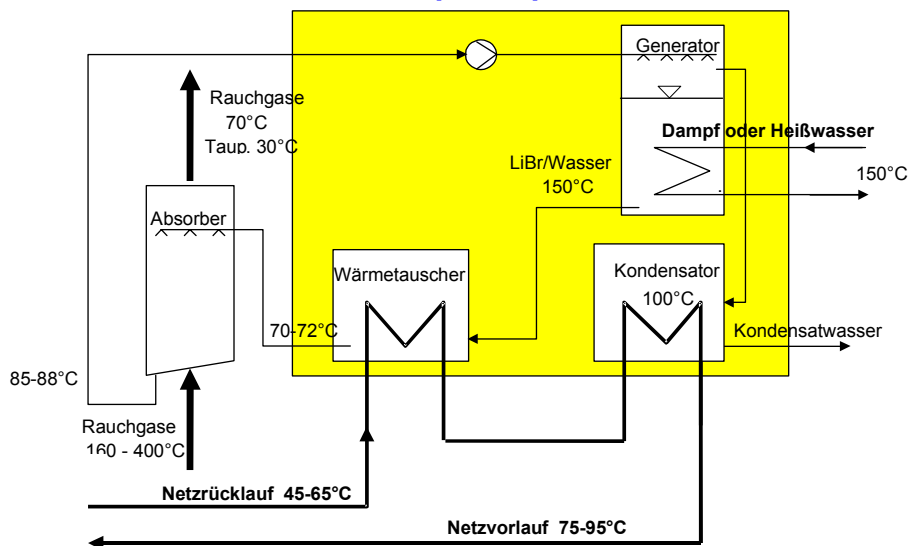 Generator
Rauchgase
70°C
Taup. 30°C
Dampf oder Heißwasser
LiBr/Wasser
150°C
150°C
Absorber
Wärmetauscher
Kondensator
100°C
70-72°C
Kondensatwasser
85-88°C
Rauchgase
160 - 400°C
Netzrücklauf 45-65°C
Netzvorlauf 75-95°C